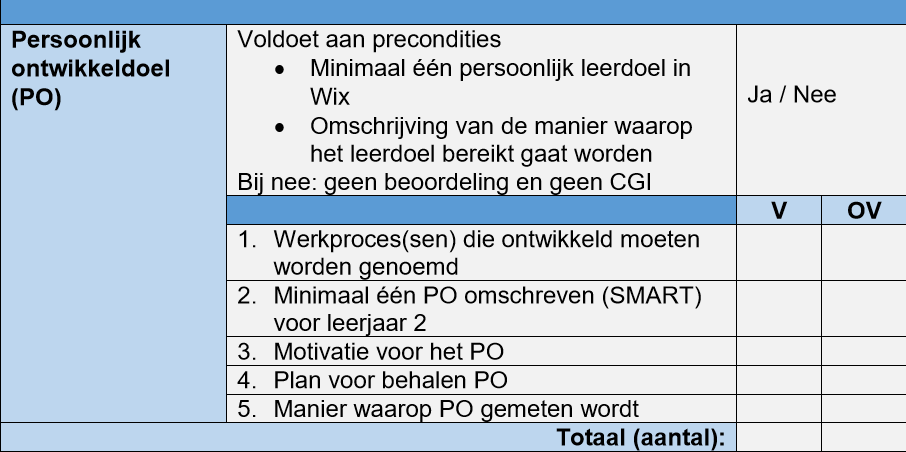 Persoonlijk
ontwikkeldoel
(PO)
Voldoet aan precondities
• Minimaal één persoonlijk leerdoel in
Wix
• Omschrijving van de manier waarop
het leerdoel bereikt gaat worden
Bij nee: geen beoordeling en geen CGI
Ja / Nee
V OV
1. Werkproces(sen) die ontwikkeld moeten
worden genoemd
2. Minimaal één PO omschreven (SMART)
voor leerjaar 2
3. Motivatie voor het PO
4. Plan voor behalen PO
5. Manier waarop PO gemeten wordt
Totaal (aantal):